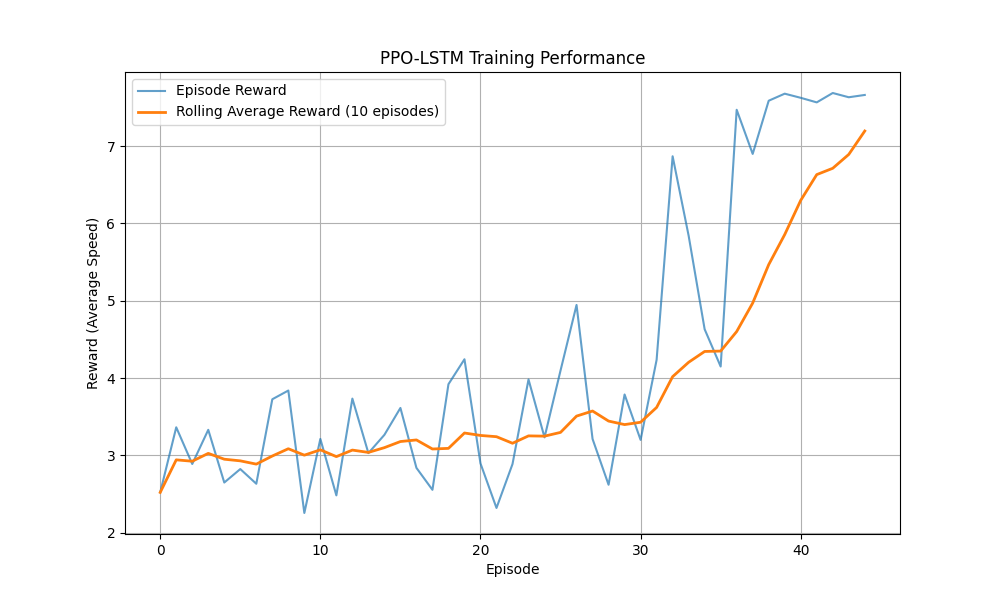 PPO-LSTM Training Performance
Episode Reward
Rolling Average Reward (10 episodes)
Reward (Average Speed)
7
6
5
4
3
2
0 10 20 30 40
Episode